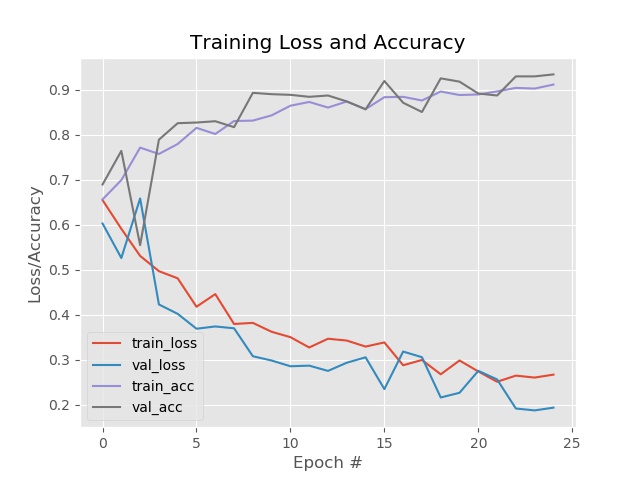 Training Loss and Accuracy
Loss/Accuracy
0.9
0.8
0.7
0.6
0.5
0.4
0.3
0.2
train_loss
val_loss
train_acc
val_acc
0 5 10 15 20 25
Epoch #